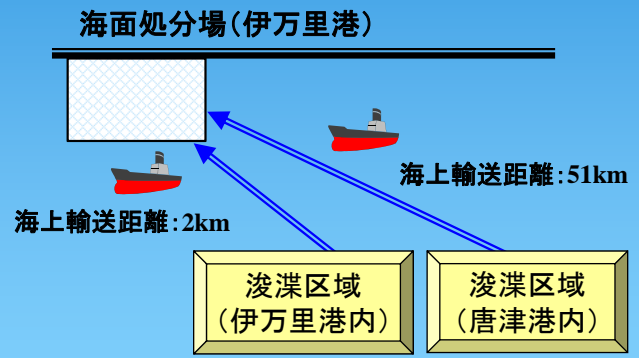 海面処分場（伊万里港）
海上輸送距離：51km
海上輸送距離：2km
浚渫区域
（伊万里港内）
浚渫区域
（唐津港内）